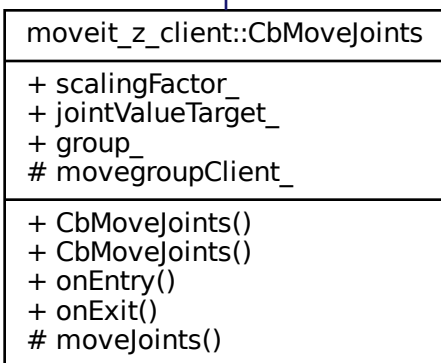 moveit_z_client::CbMoveJoints
+ scalingFactor_
+ jointValueTarget_
+ group_
# movegroupClient_
+ CbMoveJoints()
+ CbMoveJoints()
+ onEntry()
+ onExit()
# moveJoints()